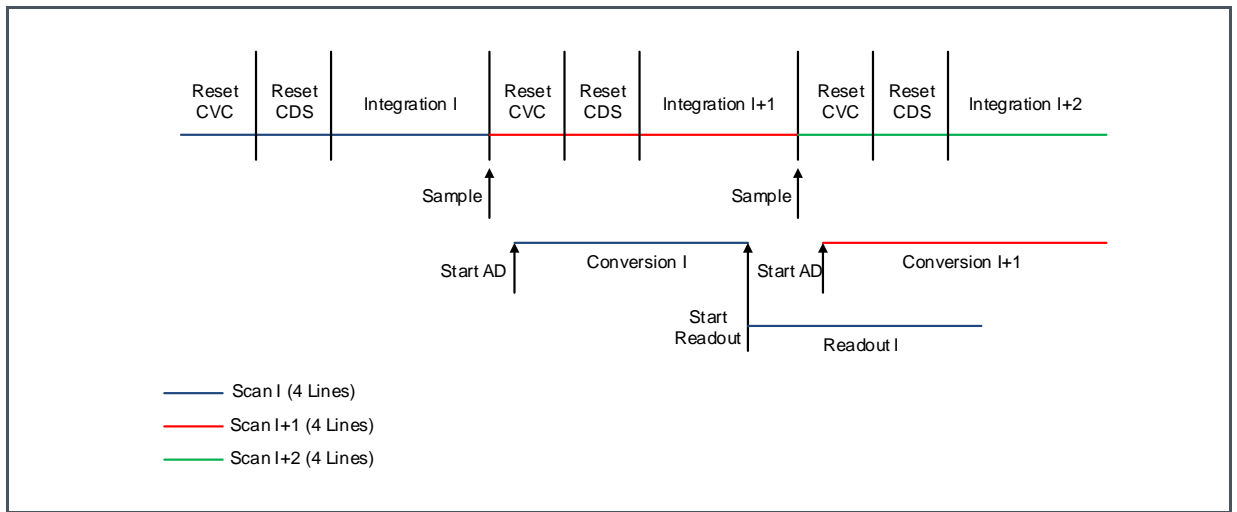 Reset CVC
Reset CDS
Integration I
Reset CVC
Reset CDS
Integration I+1
Reset CVC
Reset CDS
Integration I+2
Sample
Sample
Start AD
Conversion I
Start AD
Conversion I+1
Start Readout
Readout I
Scan I (4 Lines)
Scan I+1 (4 Lines)
Scan I+2 (4 Lines)